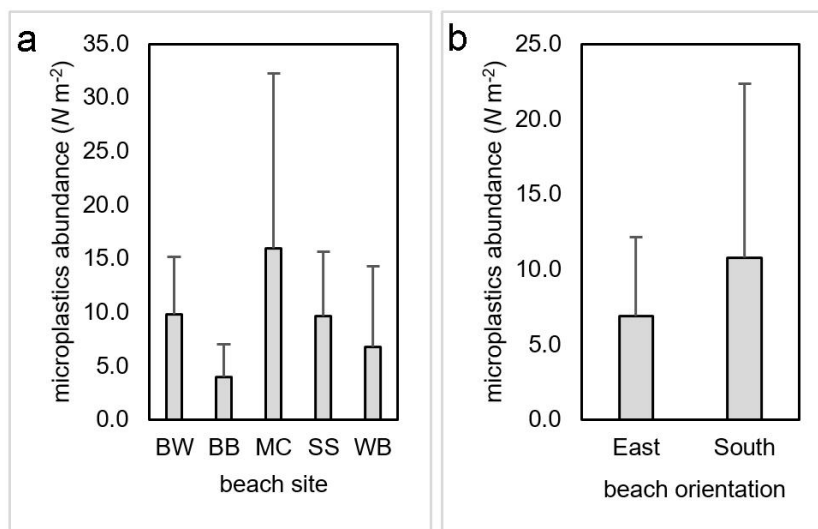 a
microplastics abundance (N m-2)
35.0
30.0
25.0
20.0
15.0
10.0
5.0
0.0
BW BB MC SS WB
beach site
b
microplastics abundance (N m-2)
25.0
20.0
15.0
10.0
5.0
0.0
East South
beach orientation